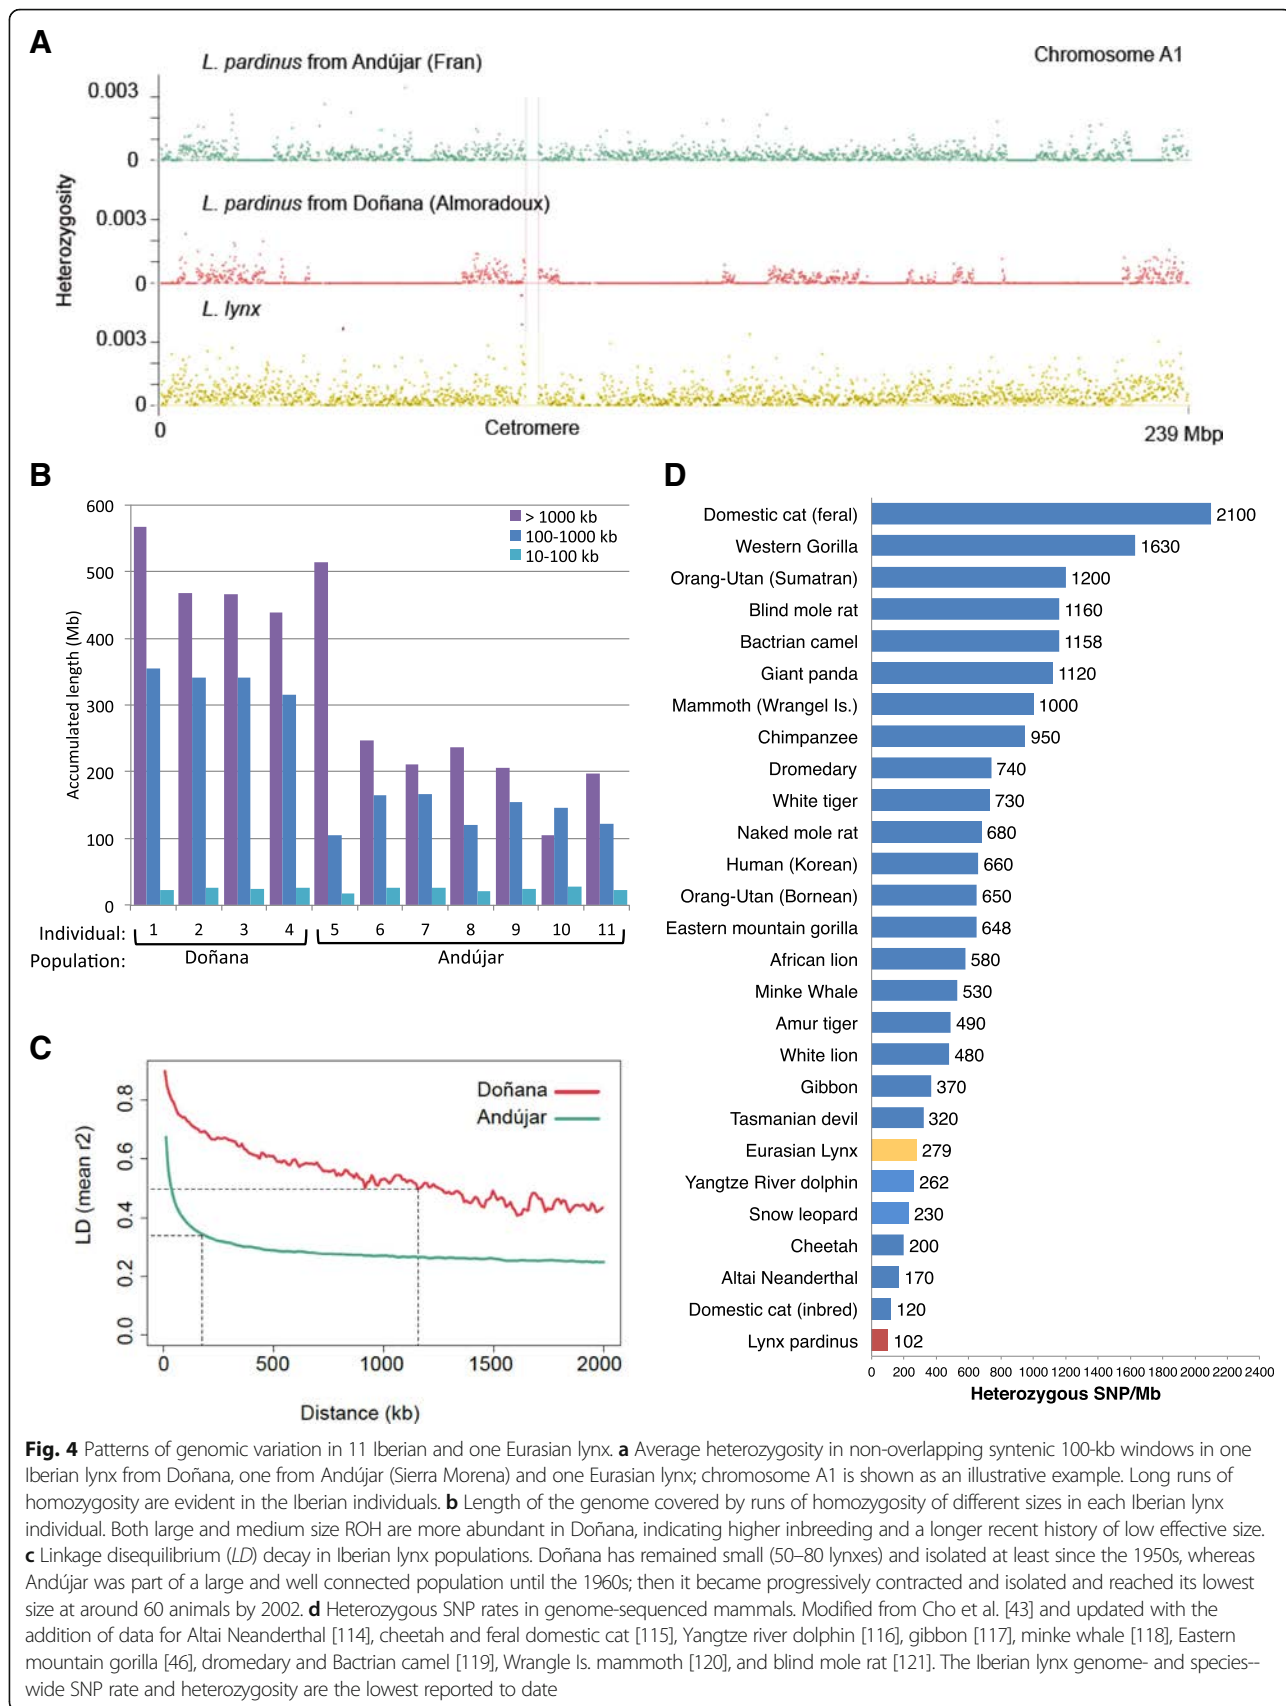 A
L. pardinus from Andújar (Fran)
Chromosome A1
0.003
0
L. pardinus from Doñana (Almoradoux)
0.003
0
L. lynx
0.003
0
Heterozygosity
0
Cetromere
239 Mbp
B
600
500
400
300
200
100
0
Accumulated length (Mb)
> 1000 kb
100-1000 kb
10-100 kb
Individual: 1 2 3 4 5 6 7 8 9 10 11
Population: Doñana Andújar
C
Doñana
Andújar
LD (mean r2)
0.8
0.6
0.4
0.2
0.0
0 500 1000 1500 2000
Distance (kb)
D
Domestic cat (feral) 2100
Western Gorilla 1630
Orang-Utan (Sumatran) 1200
Blind mole rat 1160
Bactrian camel 1158
Giant panda 1120
Mammoth (Wrangel Is.) 1000
Chimpanzee 950
Dromedary 740
White tiger 730
Naked mole rat 680
Human (Korean) 660
Orang-Utan (Bornean) 650
Eastern mountain gorilla 648
African lion 580
Minke Whale 530
Amur tiger 490
White lion 480
Gibbon 370
Tasmanian devil 320
Eurasian Lynx 279
Yangtze River dolphin 262
Snow leopard 230
Cheetah 200
Altai Neanderthal 170
Domestic cat (inbred) 120
Lynx pardinus 102
0 200 400 600 800 1000 1200 1400 1600 1800 2000 2200 2400
Heterozygous SNP/Mb
Fig. 4 Patterns of genomic variation in 11 Iberian and one Eurasian lynx. a Average heterozygosity in non-overlapping syntenic 100-kb windows in one
Iberian lynx from Doñana, one from Andújar (Sierra Morena) and one Eurasian lynx; chromosome A1 is shown as an illustrative example. Long runs of
homozygosity are evident in the Iberian individuals. b Length of the genome covered by runs of homozygosity of different sizes in each Iberian lynx
individual. Both large and medium size ROH are more abundant in Doñana, indicating higher inbreeding and a longer recent history of low effective size.
c Linkage disequilibrium (LD) decay in Iberian lynx populations. Doñana has remained small (50–80 lynxes) and isolated at least since the 1950s, whereas
Andújar was part of a large and well connected population until the 1960s; then it became progressively contracted and isolated and reached its lowest
size at around 60 animals by 2002. d Heterozygous SNP rates in genome-sequenced mammals. Modified from Cho et al. [43] and updated with the
addition of data for Altai Neanderthal [114], cheetah and feral domestic cat [115], Yangtze river dolphin [116], gibbon [117], minke whale [118], Eastern
mountain gorilla [46], dromedary and Bactrian camel [119], Wrangle Is. mammoth [120], and blind mole rat [121]. The Iberian lynx genome- and species--
wide SNP rate and heterozygosity are the lowest reported to date